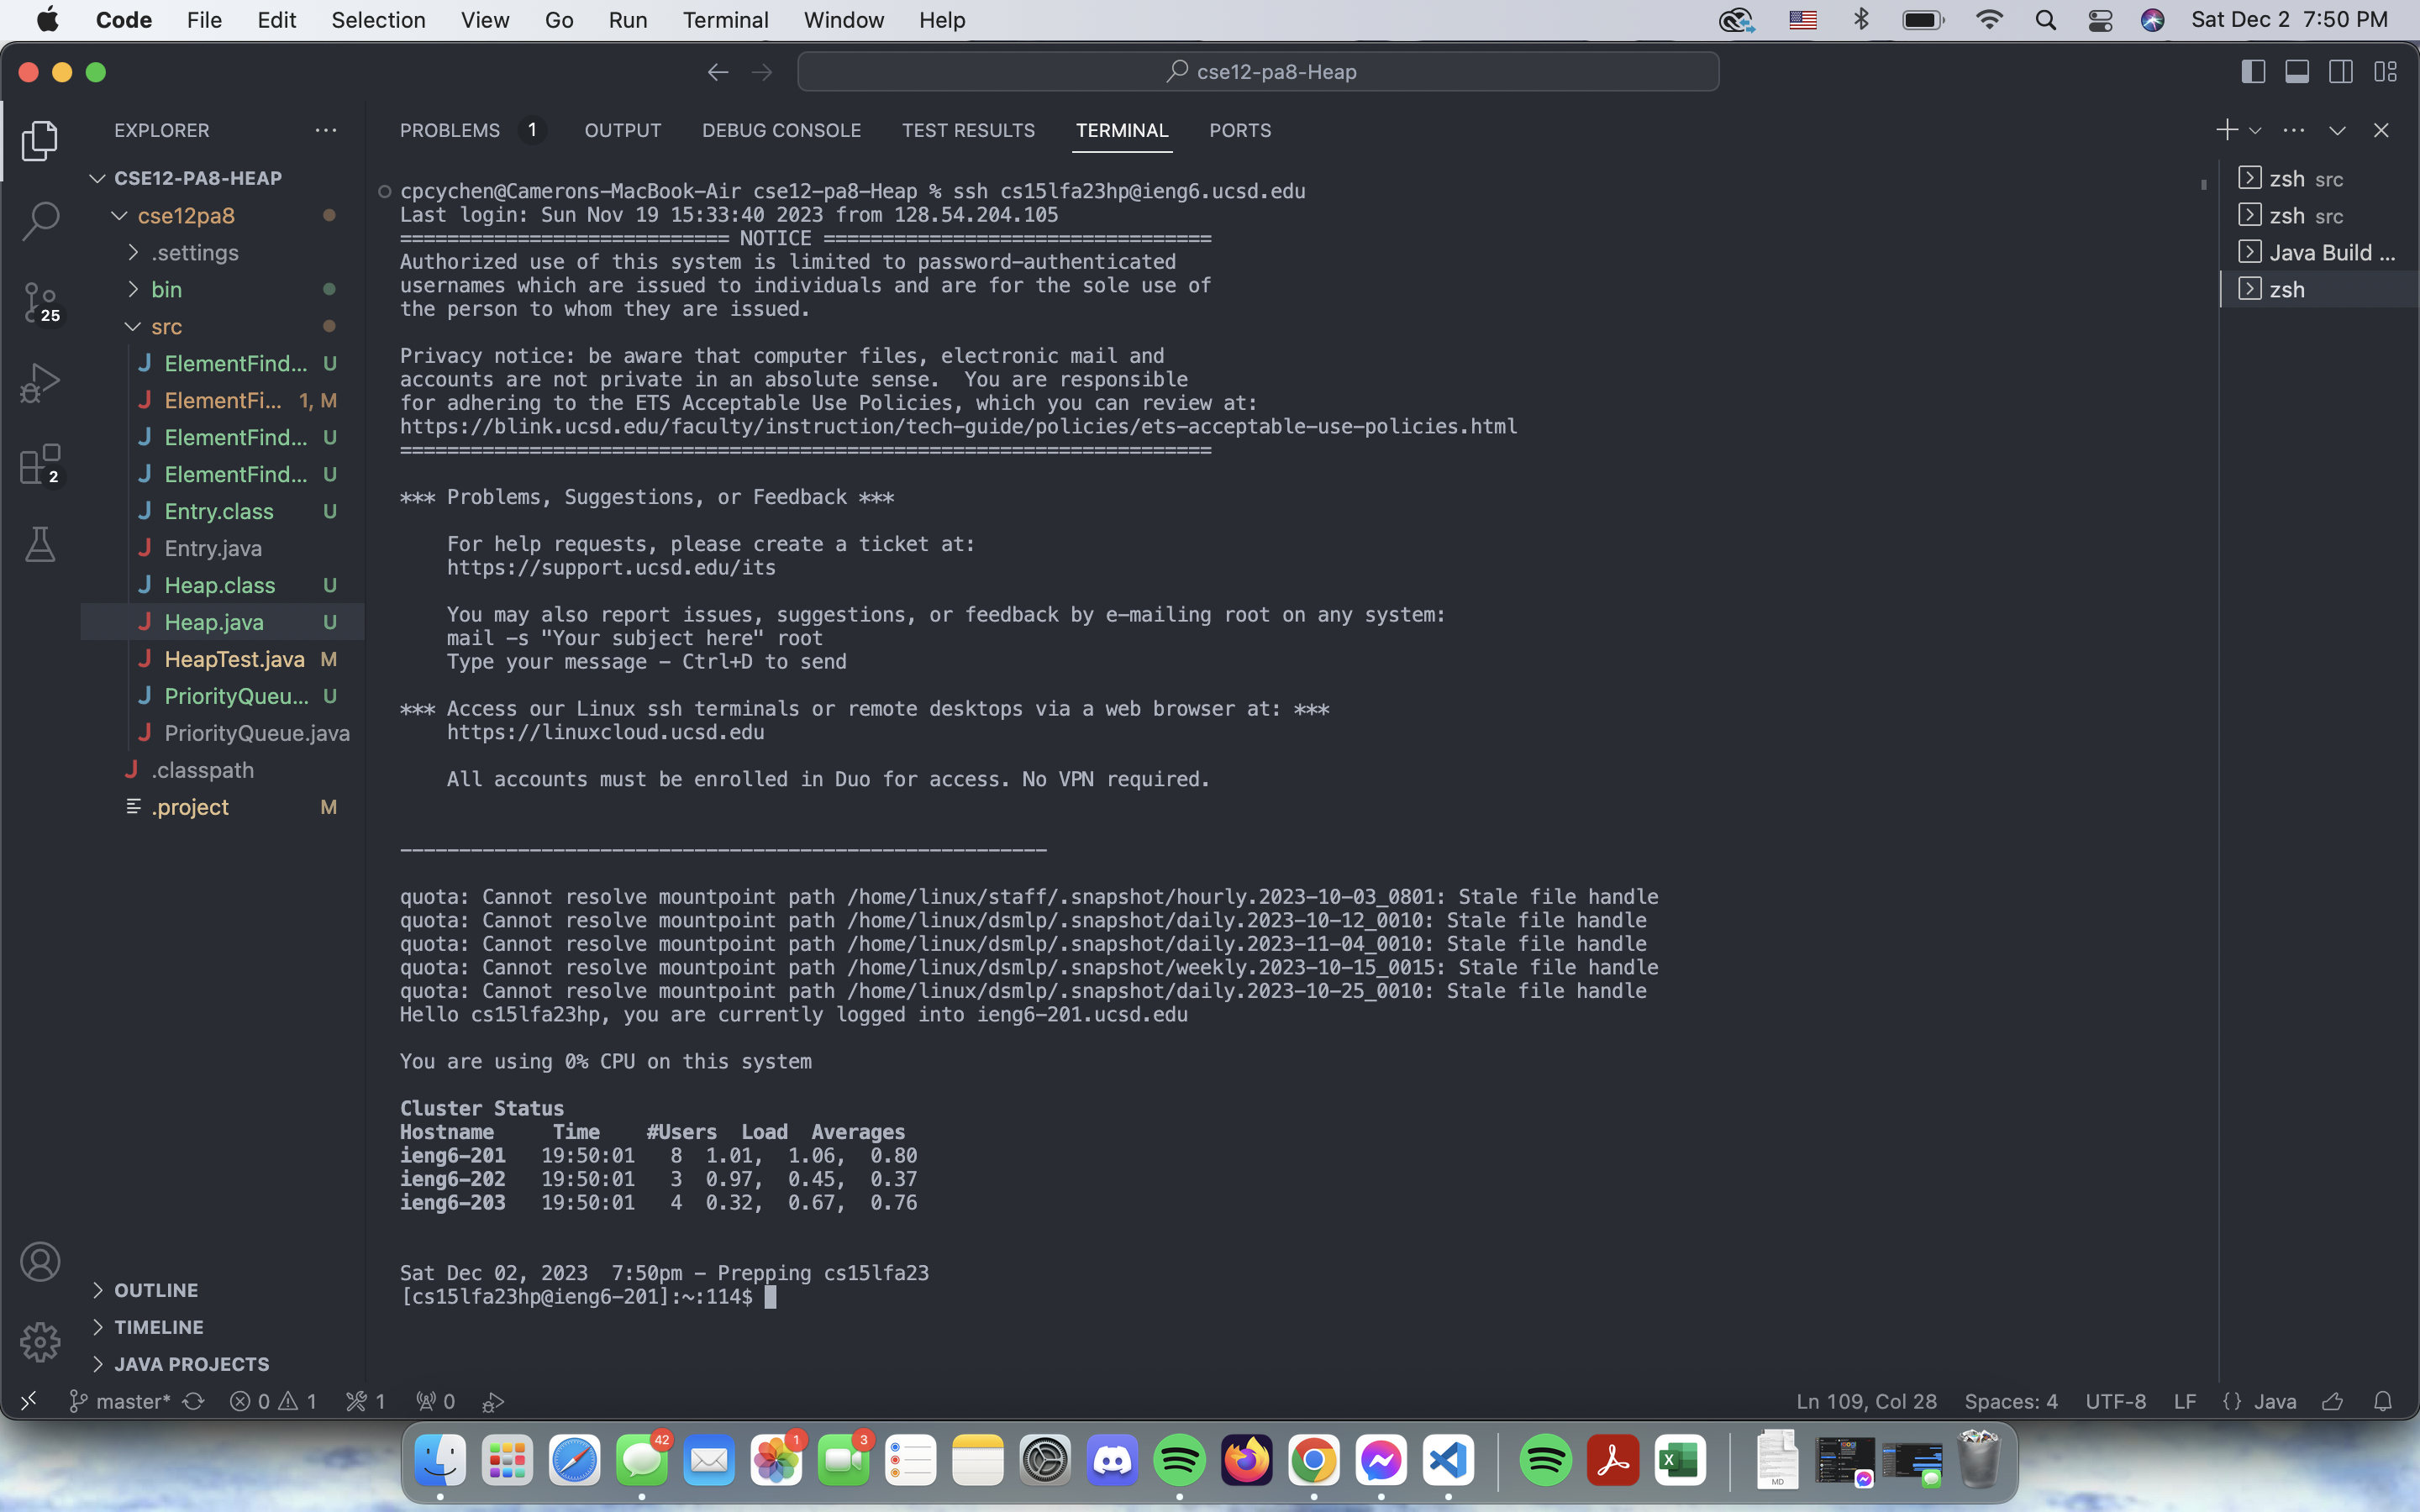 Code File Edit Selection View Go Run Terminal Window Help Sat Dec 2 7:50 PM
cse12-pa8-Heap
EXPLORER
CSE12-PA8-HEAP
cse12pa8
.settings
bin
src
ElementFind... U
ElementFi... 1, M
ElementFind... U
ElementFind... U
Entry.class U
Entry.java
Heap.class U
Heap.java U
HeapTest.java M
PriorityQueu... U
PriorityQueue.java
.classpath
.project M
OUTLINE
TIMELINE
JAVA PROJECTS
25
2
PROBLEMS 1 OUTPUT DEBUG CONSOLE TEST RESULTS TERMINAL PORTS
cpcychen@Camerons-MacBook-Air cse12-pa8-Heap % ssh cs15lfa23hp@ieng6.ucsd.edu
Last login: Sun Nov 19 15:33:40 2023 from 128.54.204.105
============================ NOTICE =================================
Authorized use of this system is limited to password-authenticated
usernames which are issued to individuals and are for the sole use of
the person to whom they are issued.
Privacy notice: be aware that computer files, electronic mail and
accounts are not private in an absolute sense.  You are responsible
for adhering to the ETS Acceptable Use Policies, which you can review at:
https://blink.ucsd.edu/faculty/instruction/tech-guide/policies/ets-acceptable-use-policies.html
=====================================================================
*** Problems, Suggestions, or Feedback ***
For help requests, please create a ticket at:
https://support.ucsd.edu/its
You may also report issues, suggestions, or feedback by e-mailing root on any system:
mail -s "Your subject here" root
Type your message - Ctrl+D to send
*** Access our Linux ssh terminals or remote desktops via a web browser at: ***
https://linuxcloud.ucsd.edu
All accounts must be enrolled in Duo for access. No VPN required.
-------------------------------------------------------
quota: Cannot resolve mountpoint path /home/linux/staff/.snapshot/hourly.2023-10-03_0801: Stale file handle
quota: Cannot resolve mountpoint path /home/linux/dsmlp/.snapshot/daily.2023-10-12_0010: Stale file handle
quota: Cannot resolve mountpoint path /home/linux/dsmlp/.snapshot/daily.2023-11-04_0010: Stale file handle
quota: Cannot resolve mountpoint path /home/linux/dsmlp/.snapshot/weekly.2023-10-15_0015: Stale file handle
quota: Cannot resolve mountpoint path /home/linux/dsmlp/.snapshot/daily.2023-10-25_0010: Stale file handle
Hello cs15lfa23hp, you are currently logged into ieng6-201.ucsd.edu
You are using 0% CPU on this system
Cluster Status
Hostname     Time    #Users  Load  Averages
ieng6-201   19:50:01   8  1.01,  1.06,  0.80
ieng6-202   19:50:01   3  0.97,  0.45,  0.37
ieng6-203   19:50:01   4  0.32,  0.67,  0.76
Sat Dec 02, 2023  7:50pm - Prepping cs15lfa23
[cs15lfa23hp@ieng6-201]:~:114$
zsh src
zsh src
Java Build ...
zsh
master* 0 1 1 0 Ln 109, Col 28 Spaces: 4 UTF-8 LF {} Java
42 1 3
MD